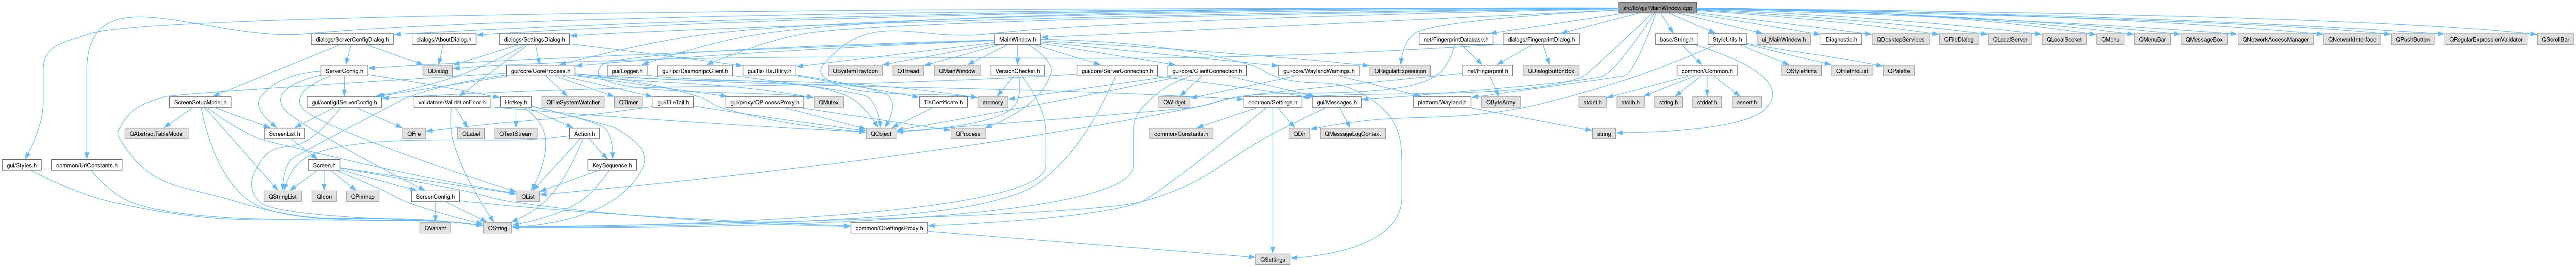 src/lib/gui/MainWindow.cpp
dialogs/ServerConfigDialog.h
dialogs/AboutDialog.h
dialogs/SettingsDialog.h
MainWindow.h
net/FingerprintDatabase.h
dialogs/FingerprintDialog.h
base/String.h
StyleUtils.h
ui_MainWindow.h
Diagnostic.h
QDesktopServices
QFileDialog
QLocalServer
QLocalSocket
QMenu
QMenuBar
QMessageBox
QNetworkAccessManager
QNetworkInterface
QPushButton
QRegularExpressionValidator
QScrollBar
ServerConfig.h
QDialog
gui/core/CoreProcess.h
gui/Logger.h
gui/ipc/DaemonIpcClient.h
gui/tls/TlsUtility.h
QSystemTrayIcon
QThread
QMainWindow
VersionChecker.h
gui/core/ServerConnection.h
gui/core/ClientConnection.h
gui/core/WaylandWarnings.h
QRegularExpression
net/Fingerprint.h
QDialogButtonBox
common/Common.h
QStyleHints
QFileInfoList
QPalette
ScreenSetupModel.h
gui/config/IServerConfig.h
validators/ValidationError.h
Hotkey.h
QFileSystemWatcher
QTimer
gui/FileTail.h
gui/proxy/QProcessProxy.h
QMutex
TlsCertificate.h
memory
QWidget
common/Settings.h
gui/Messages.h
platform/Wayland.h
QByteArray
stdint.h
stdlib.h
string.h
stddef.h
assert.h
QAbstractTableModel
ScreenList.h
QFile
QLabel
QTextStream
Action.h
QObject
QProcess
common/Constants.h
QDir
QMessageLogContext
string
gui/Styles.h
common/UrlConstants.h
Screen.h
KeySequence.h
QStringList
QIcon
QPixmap
ScreenConfig.h
QList
QVariant
QString
common/QSettingsProxy.h
QSettings